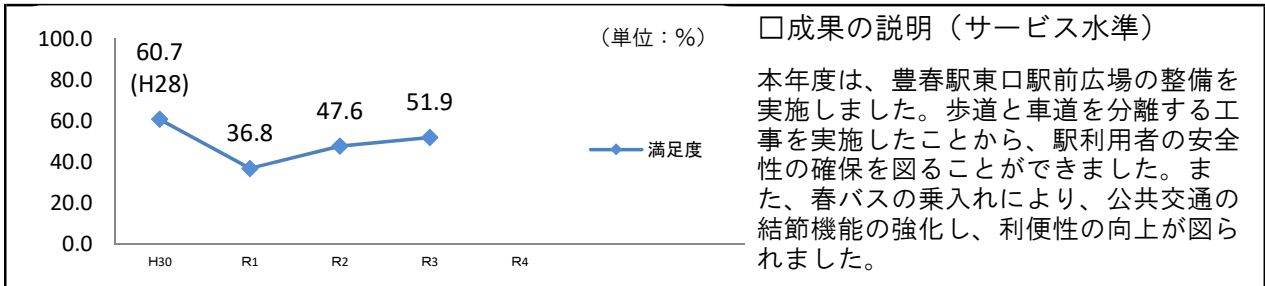 100.0
80.0
60.0
40.0
20.0
0.0
60.7
(H28)
36.8
47.6
51.9
（単位：％）
満足度
H30
R1
R2
R3
R4
□成果の説明（サービス水準）
本年度は、豊春駅東口駅前広場の整備を
実施しました。歩道と車道を分離する工
事を実施したことから、駅利用者の安全
性の確保を図ることができました。ま
た、春バスの乗入れにより、公共交通の
結節機能の強化し、利便性の向上が図ら
れました。